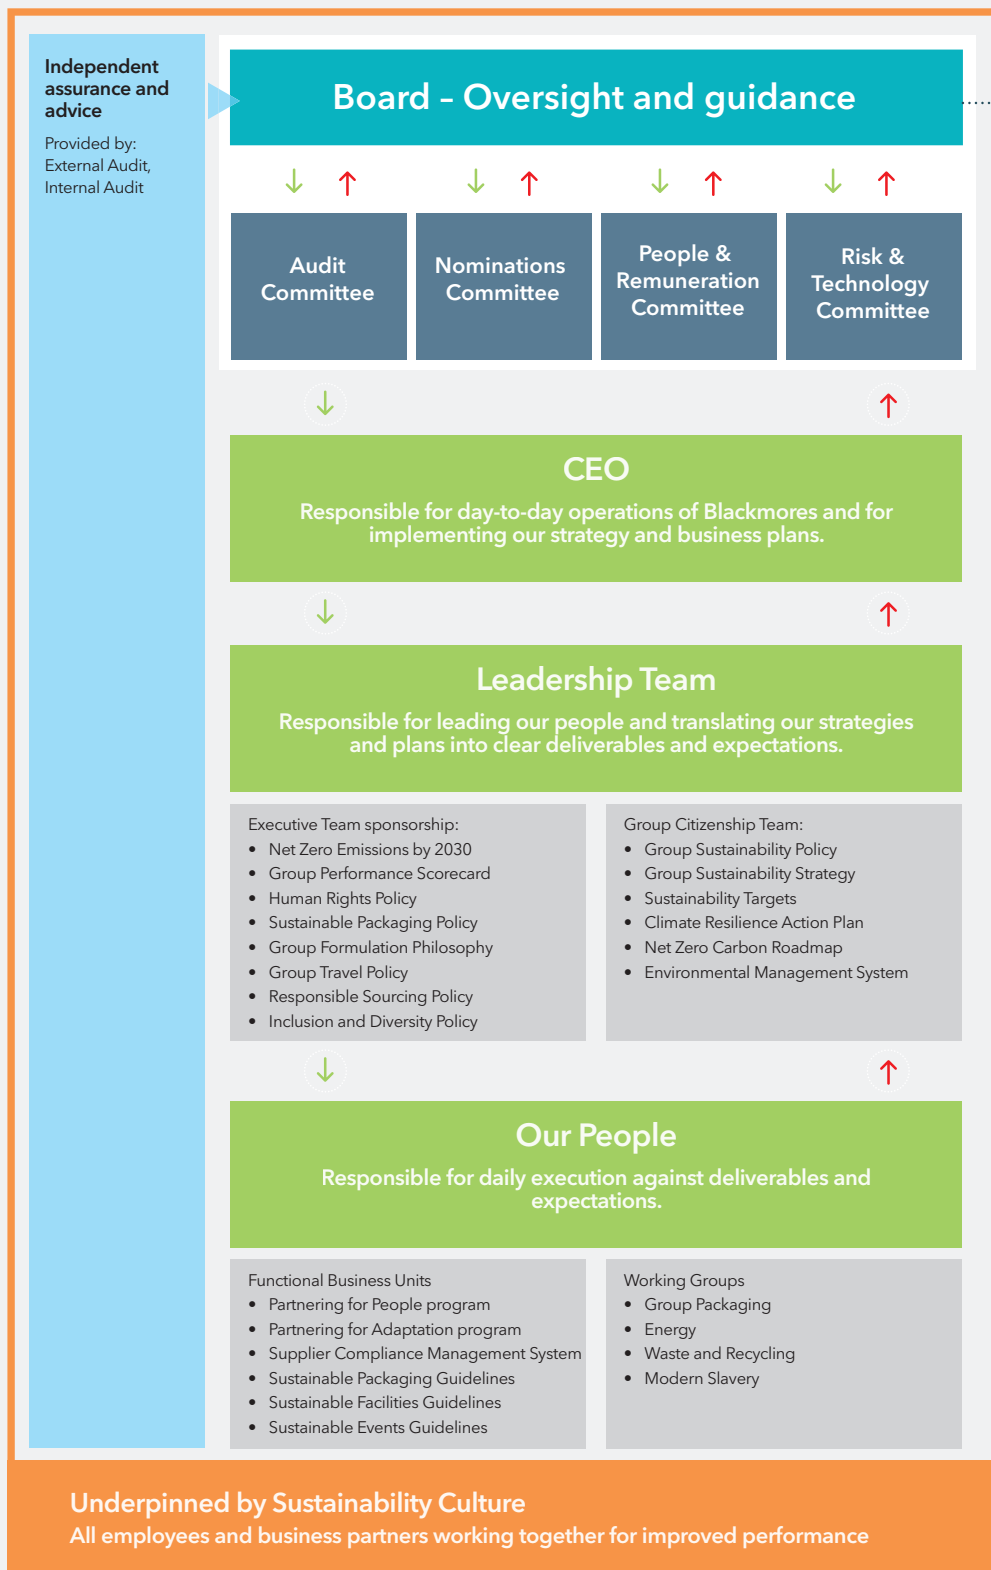 Independent
assurance and
advice
Provided by:
External Audit,
Internal Audit
Board – Oversight and guidance
Audit
Committee
Nominations
Committee
People &
Remuneration
Committee
Risk &
Technology
Committee
CEO
Responsible for day-to-day operations of Blackmores and for
implementing our strategy and business plans.
Leadership Team
Responsible for leading our people and translating our strategies
and plans into clear deliverables and expectations.
Executive Team sponsorship:
• Net Zero Emissions by 2030
• Group Performance Scorecard
• Human Rights Policy
• Sustainable Packaging Policy
• Group Formulation Philosophy
• Group Travel Policy
• Responsible Sourcing Policy
• Inclusion and Diversity Policy
Group Citizenship Team:
• Group Sustainability Policy
• Group Sustainability Strategy
• Sustainability Targets
• Climate Resilience Action Plan
• Net Zero Carbon Roadmap
• Environmental Management System
Our People
Responsible for daily execution against deliverables and
expectations.
Functional Business Units
• Partnering for People program
• Partnering for Adaptation program
• Supplier Compliance Management System
• Sustainable Packaging Guidelines
• Sustainable Facilities Guidelines
• Sustainable Events Guidelines
Working Groups
• Group Packaging
• Energy
• Waste and Recycling
• Modern Slavery
Underpinned by Sustainability Culture
All employees and business partners working together for improved performance